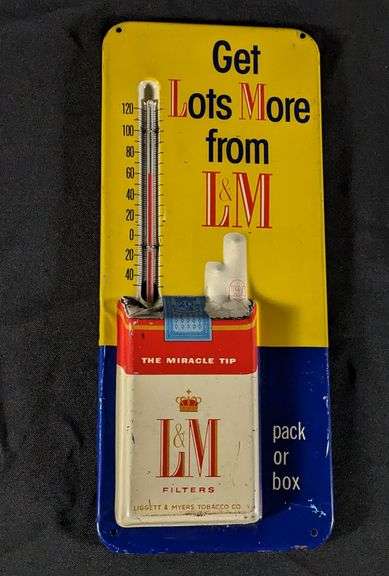 Get
Lots More
from
L&M
120
100
80
60
40
20
0
20
40
THE MIRACLE TIP
L&M
FILTERS
LIGGETT & MYERS TOBACCO CO.
pack
or
box